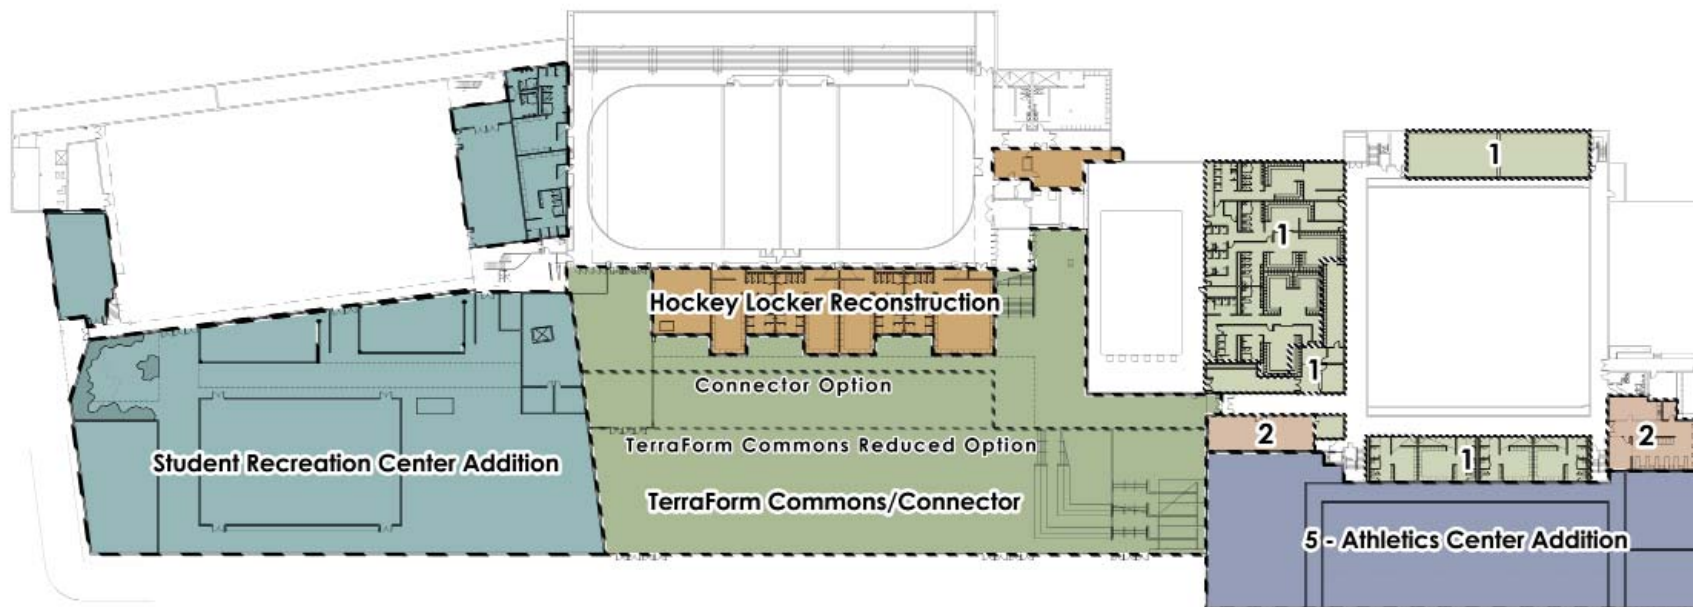 1
1
Hockey Locker Reconstruction
1
Connector Option
2
2
TerraForm Commons Reduced Option
1
Student Recreation Center Addition
TerraForm Commons/Connector
5 - Athletics Center Addition